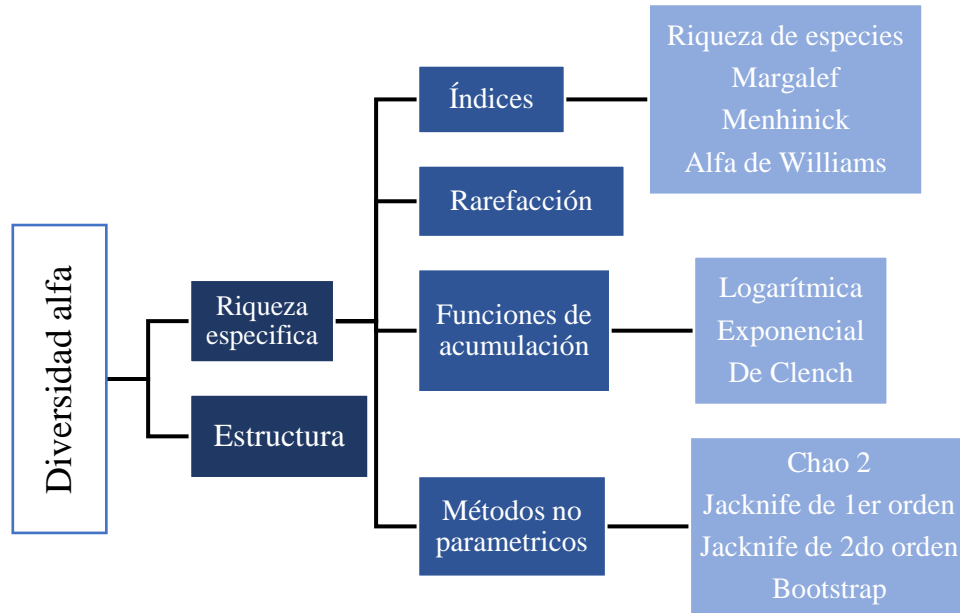 Diversidad alfa
Riqueza
especifica
Estructura
Índices
Riqueza de especies
Margalef
Menhinick
Alfa de Williams
Rarefacción
Funciones de
acumulación
Logarítmica
Exponencial
De Clench
Métodos no
parametricos
Chao 2
Jacknife de 1er orden
Jacknife de 2do orden
Bootstrap